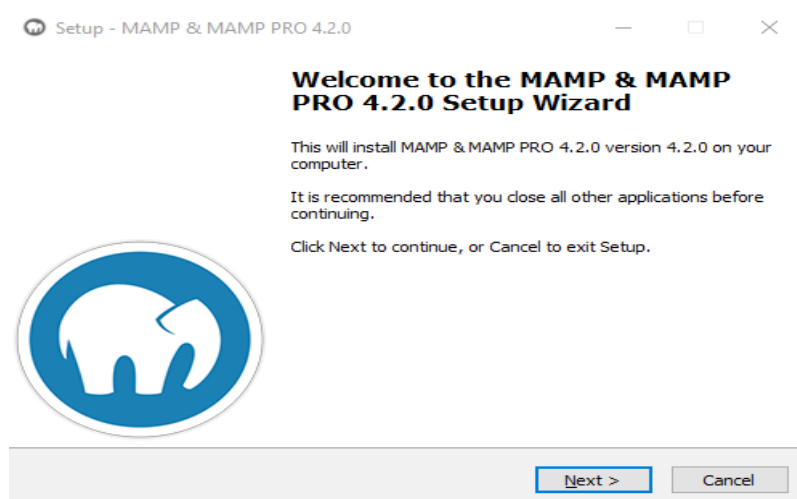 Setup - MAMP & MAMP PRO 4.2.0
Welcome to the MAMP & MAMP
PRO 4.2.0 Setup Wizard
This will install MAMP & MAMP PRO 4.2.0 version 4.2.0 on your
computer.
It is recommended that you close all other applications before
continuing.
Click Next to continue, or Cancel to exit Setup.
Next >
Cancel